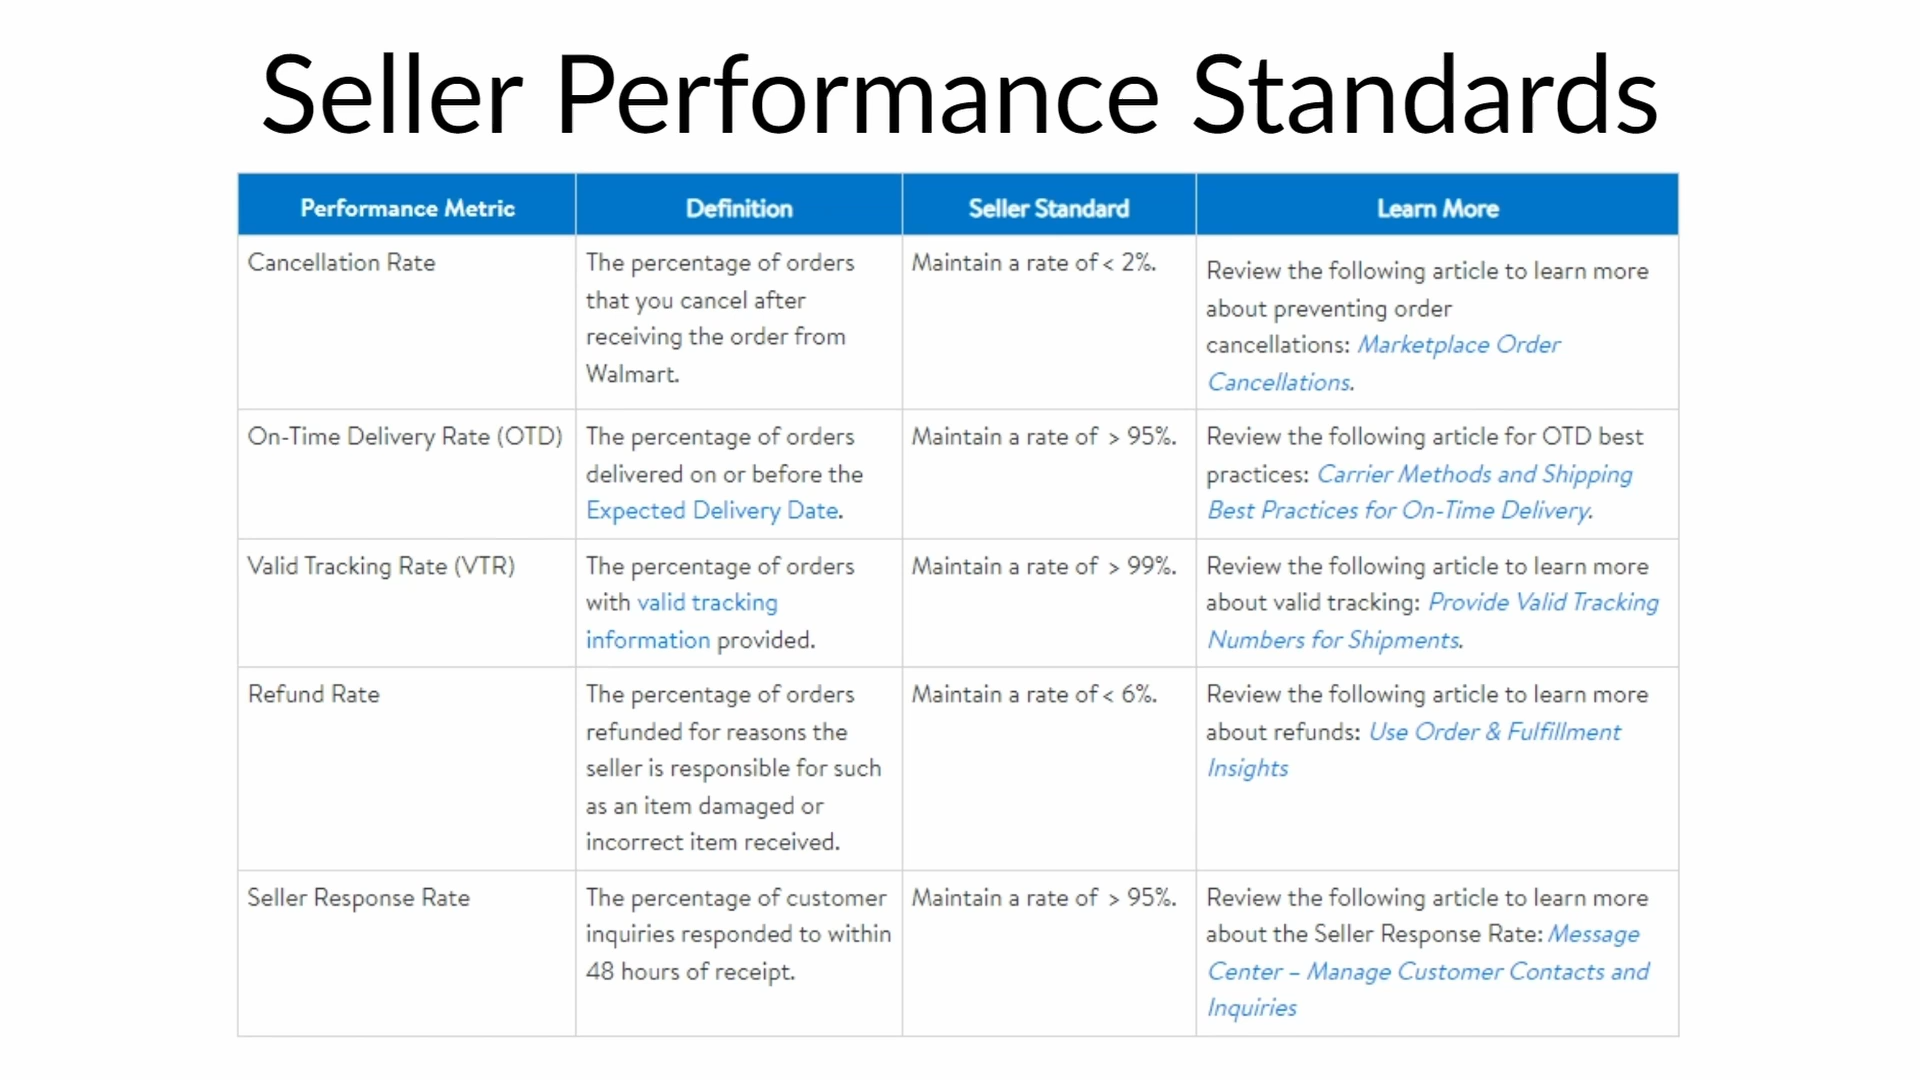 Seller Performance Standards
Performance Metric
Definition
Seller Standard
Learn More
Cancellation Rate
The percentage of orders
that you cancel after
receiving the order from
Walmart.
Maintain a rate of < 2%.
Review the following article to learn more
about preventing order
cancellations: Marketplace Order
Cancellations.
On-Time Delivery Rate (OTD)
The percentage of orders
delivered on or before the
Expected Delivery Date.
Maintain a rate of > 95%.
Review the following article for OTD best
practices: Carrier Methods and Shipping
Best Practices for On-Time Delivery.
Valid Tracking Rate (VTR)
The percentage of orders
with valid tracking
information provided.
Maintain a rate of > 99%.
Review the following article to learn more
about valid tracking: Provide Valid Tracking
Numbers for Shipments.
Refund Rate
The percentage of orders
refunded for reasons the
seller is responsible for such
as an item damaged or
incorrect item received.
Maintain a rate of < 6%.
Review the following article to learn more
about refunds: Use Order & Fulfillment
Insights
Seller Response Rate
The percentage of customer
inquiries responded to within
48 hours of receipt.
Maintain a rate of > 95%.
Review the following article to learn more
about the Seller Response Rate: Message
Center – Manage Customer Contacts and
Inquiries